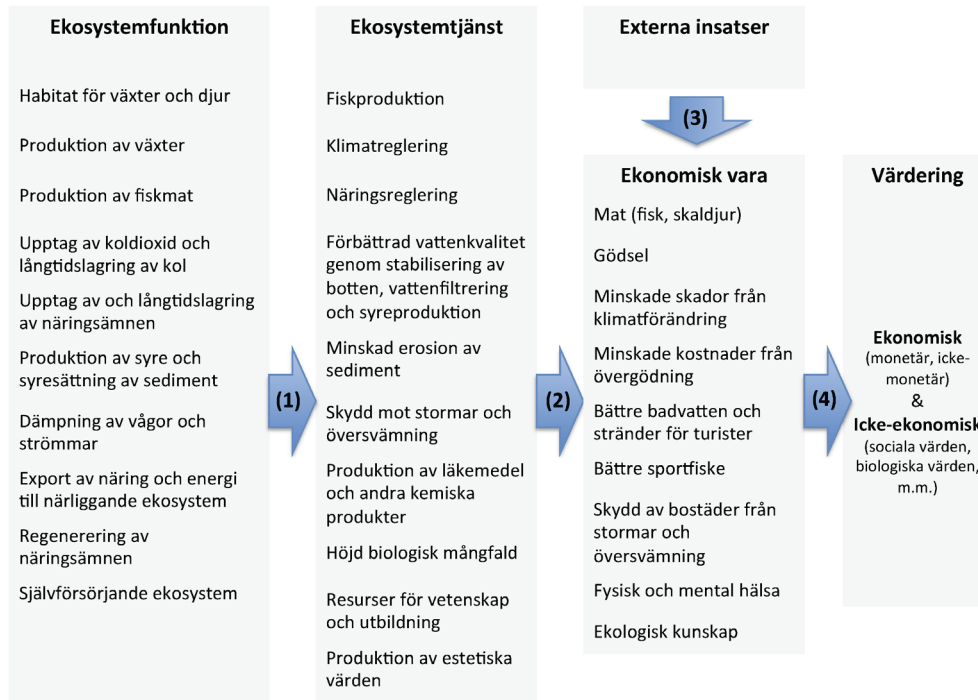 Ekosystemfunktion
Habitat för växter och djur
Produktion av växter
Produktion av fiskmat
Upptag av koldioxid och
långtidslagring av kol
Upptag av och långtidslagring
av näringsämnen
Produktion av syre och
syresättning av sediment
Dämpning av vågor och
strömmar
Export av näring och energi
till närliggande ekosystem
Regenerering av
näringsämnen
Självförsörjande ekosystem
(1)
Ekosystemtjänst
Fiskproduktion
Klimatreglering
Näringsreglering
Förbättrad vattenkvalitet
genom stabilisering av
botten, vattenfiltrering
och syreproduktion
Minskad erosion av
sediment
Skydd mot stormar och
översvämning
Produktion av läkemedel
och andra kemiska
produkter
Höjd biologisk mångfald
Resurser för vetenskap
och utbildning
Produktion av estetiska
värden
(2)
Externa insatser
(3)
Ekonomisk vara
Mat (fisk, skaldjur)
Gödsel
Minskade skador från
klimatförändring
Minskade kostnader från
övergödning
Bättre badvatten och
stränder för turister
Bättre sportfiske
Skydd av bostäder från
stormar och
översvämning
Fysisk och mental hälsa
Ekologisk kunskap
(4)
Värdering
Ekonomisk
(monetär, icke-
monetär)
&
Icke-ekonomisk
(sociala värden,
biologiska värden,
m.m.)